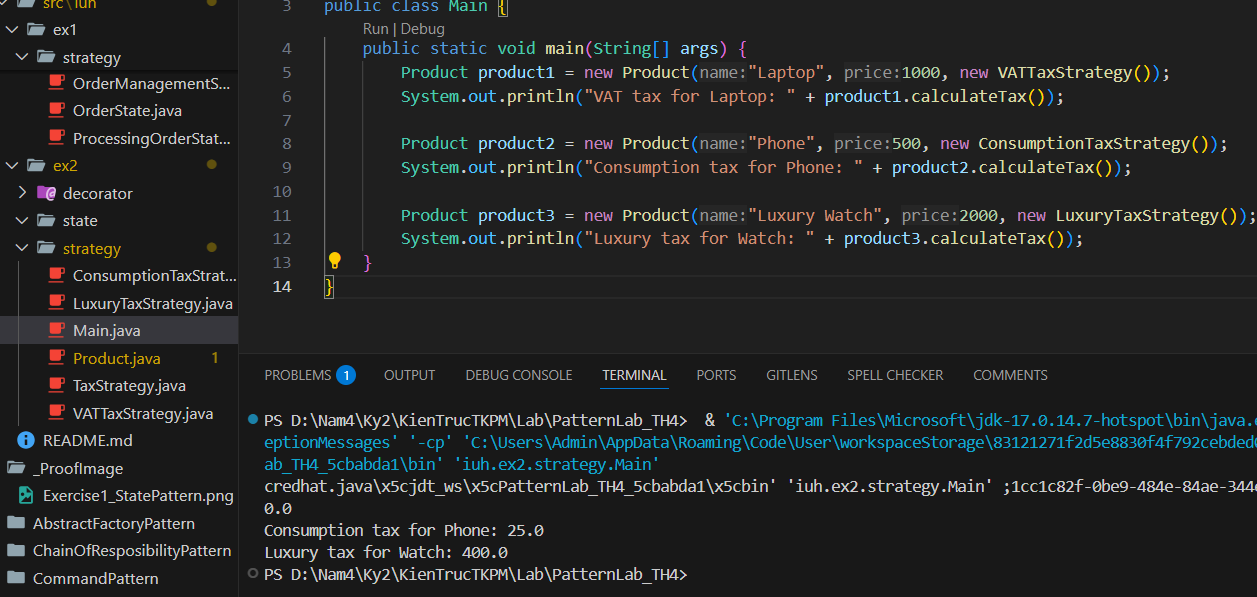 src\iuh
ex1
strategy
OrderManagementS...
OrderState.java
ProcessingOrderStat...
ex2
decorator
state
strategy
ConsumptionTaxStrat...
LuxuryTaxStrategy.java
Main.java
Product.java 1
TaxStrategy.java
VATTaxStrategy.java
README.md
_ProofImage
Exercise1_StatePattern.png
AbstractFactoryPattern
ChainOfResposibilityPattern
CommandPattern
3 public class Main {
Run | Debug
4 public static void main(String[] args) {
5 Product product1 = new Product(name:"Laptop", price:1000, new VATTaxStrategy());
6 System.out.println("VAT tax for Laptop: " + product1.calculateTax());
7
8 Product product2 = new Product(name:"Phone", price:500, new ConsumptionTaxStrategy());
9 System.out.println("Consumption tax for Phone: " + product2.calculateTax());
10
11 Product product3 = new Product(name:"Luxury Watch", price:2000, new LuxuryTaxStrategy());
12 System.out.println("Luxury tax for Watch: " + product3.calculateTax());
13 }
14 }
PROBLEMS 1 OUTPUT DEBUG CONSOLE TERMINAL PORTS GITLENS SPELL CHECKER COMMENTS
PS D:\Nam4\Ky2\KienTrucTKPM\Lab\PatternLab_TH4> & 'C:\Program Files\Microsoft\jdk-17.0.14.7-hotspot\bin\java.e
eptionMessages' '-cp' 'C:\Users\Admin\AppData\Roaming\Code\User\workspaceStorage\83121271f2d5e8830f4f792cebded
ab_TH4_5cbabda1\bin' 'iuh.ex2.strategy.Main'
credhat.java\x5cjdt_ws\x5cPatternLab_TH4_5cbabda1\x5cbin' 'iuh.ex2.strategy.Main' ;1cc1c82f-0be9-484e-84ae-344
0.0
Consumption tax for Phone: 25.0
Luxury tax for Watch: 400.0
PS D:\Nam4\Ky2\KienTrucTKPM\Lab\PatternLab_TH4>